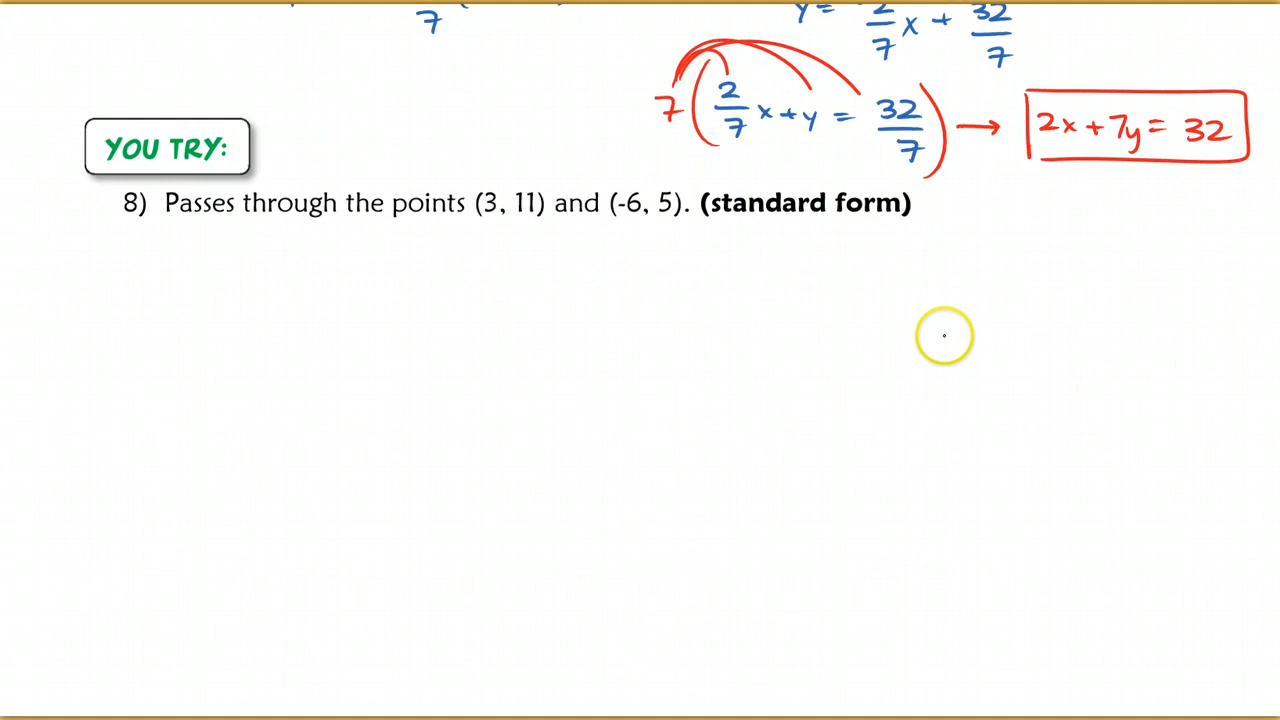 y = 2/7 x + 32/7
7
7 ( 2/7 x + y = 32/7 ) → 2x + 7y = 32
YOU TRY:
8) Passes through the points (3, 11) and (-6, 5). (standard form)